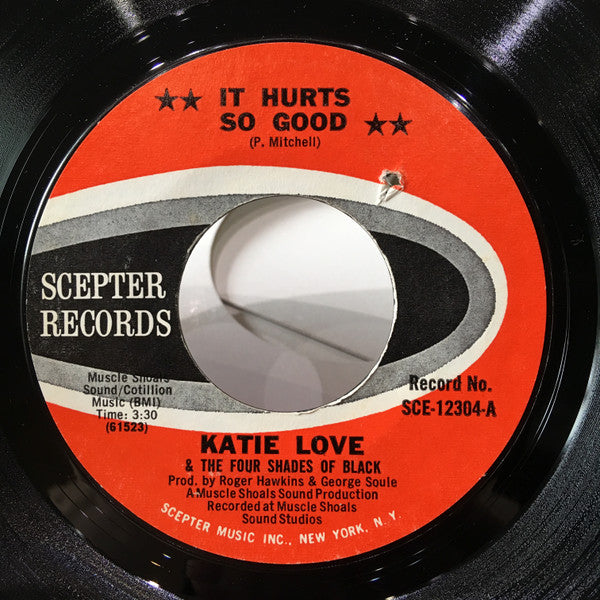 ★★ IT HURTS
SO GOOD ★★
(P. Mitchell)
SCEPTER
RECORDS
Muscle Shoals
Sound/Cotillion
Music (BMI)
Time: 3:30
(61523)
Record No.
SCE-12304-A
KATIE LOVE
& THE FOUR SHADES OF BLACK
Prod. by Roger Hawkins & George Soule
A Muscle Shoals Sound Production
Recorded at Muscle Shoals
Sound Studios
SCEPTER MUSIC INC., NEW YORK, N.Y.